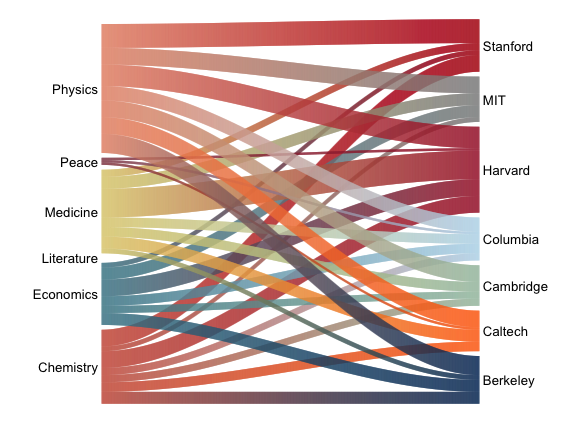 Physics
Peace
Medicine
Literature
Economics
Chemistry
Stanford
MIT
Harvard
Columbia
Cambridge
Caltech
Berkeley